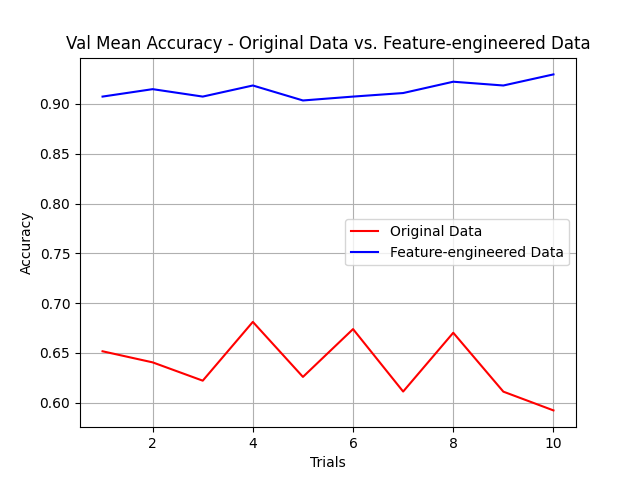 Val Mean Accuracy - Original Data vs. Feature-engineered Data
0.90
0.85
0.80
0.75
0.70
0.65
0.60
Accuracy
Original Data
Feature-engineered Data
2 4 6 8 10
Trials